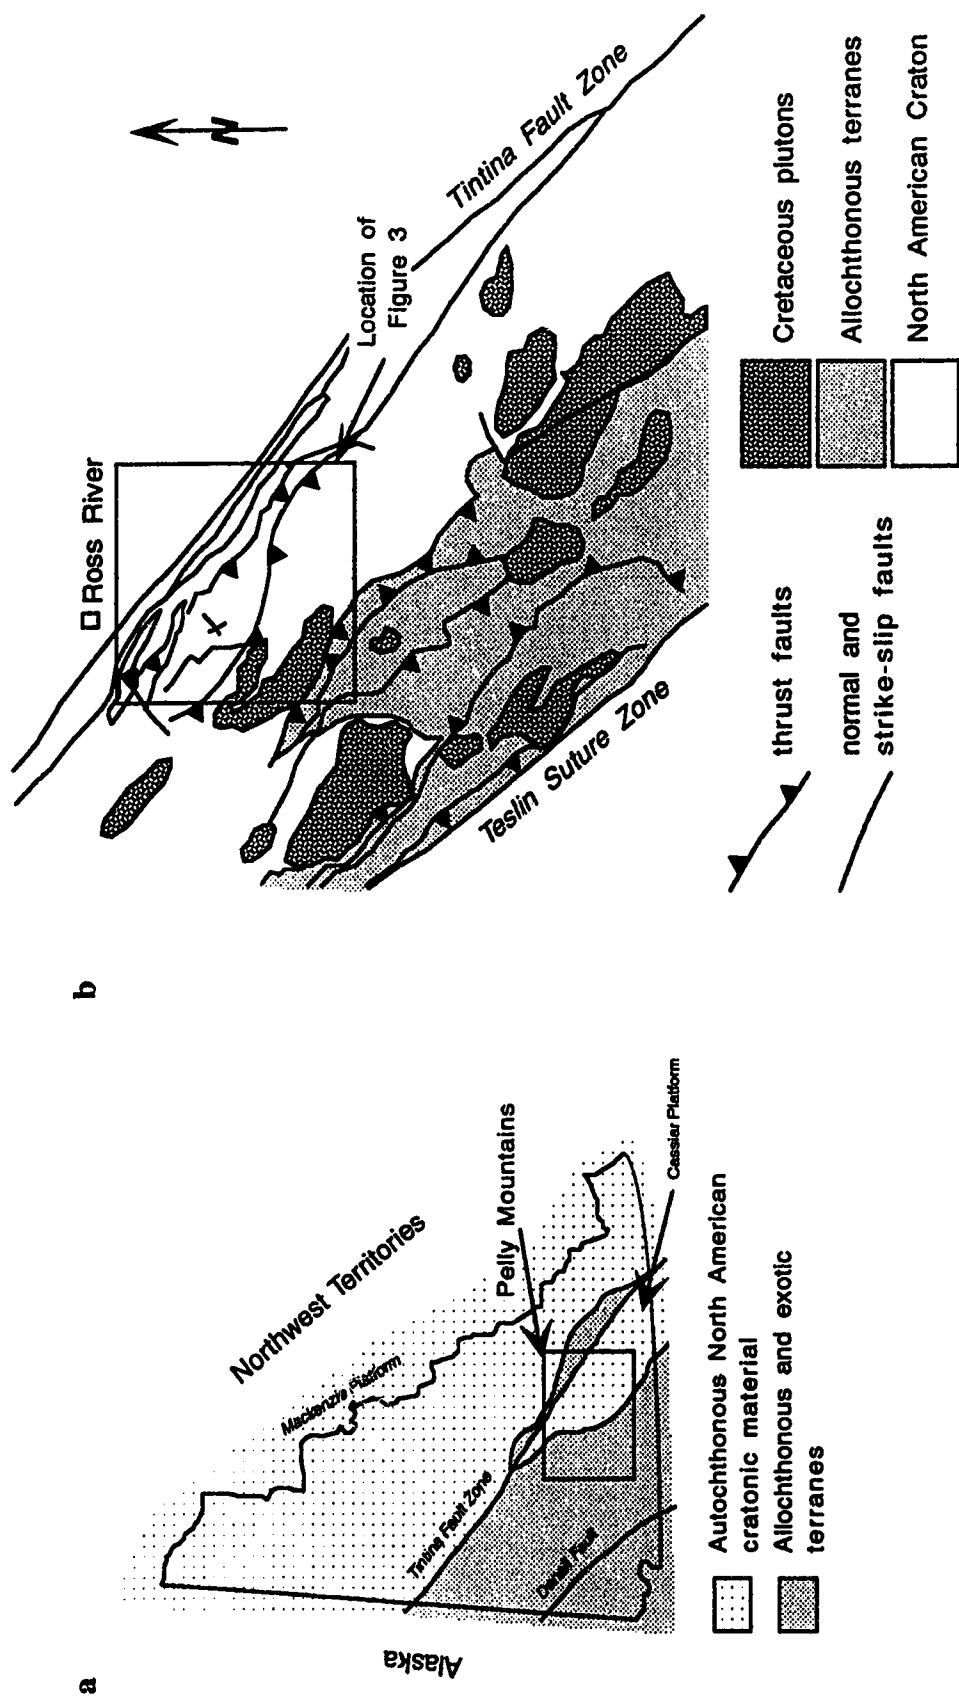 a
Alaska
Northwest Territories
Mackenzie Platform
Tintina Fault Zone
Denali Fault
Pelly Mountains
Cassiar Platform
Autochthonous North American
cratonic material
Allochthonous and exotic
terranes
b
Ross River
N
Location of
Figure 3
Tintina Fault Zone
Teslin Suture Zone
thrust faults
normal and
strike-slip faults
Cretaceous plutons
Allochthonous terranes
North American Craton